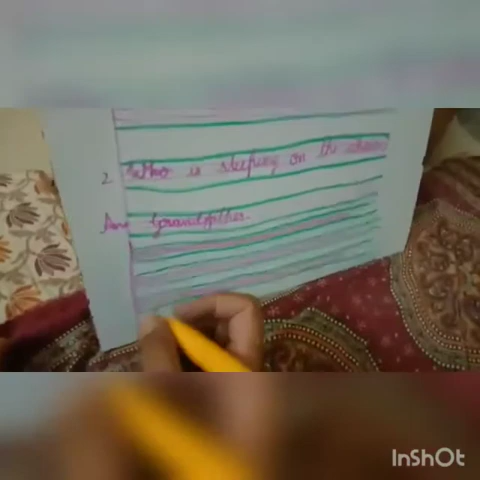 2. Who is sleeping on the
Ans Grandfather.
InShOt